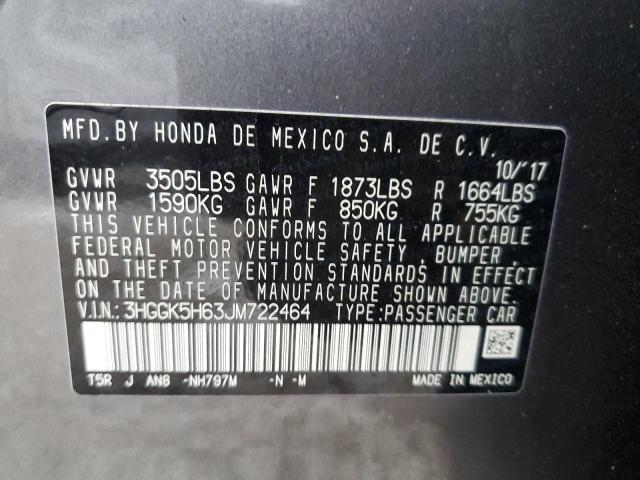 MFD. BY HONDA DE MEXICO S.A. DE C.V.
10/'17
GVWR 3505LBS GAWR F 1873LBS R 1664LBS
GVWR 1590KG GAWR F 850KG R 755KG
THIS VEHICLE CONFORMS TO ALL APPLICABLE
FEDERAL MOTOR VEHICLE SAFETY, BUMPER,
AND THEFT PREVENTION STANDARDS IN EFFECT
ON THE DATE OF MANUFACTURE SHOWN ABOVE.
V.I.N.: 3HGGK5H63JM722464 TYPE:PASSENGER CAR
T5R J AN8 -NH797M -N -M MADE IN MEXICO